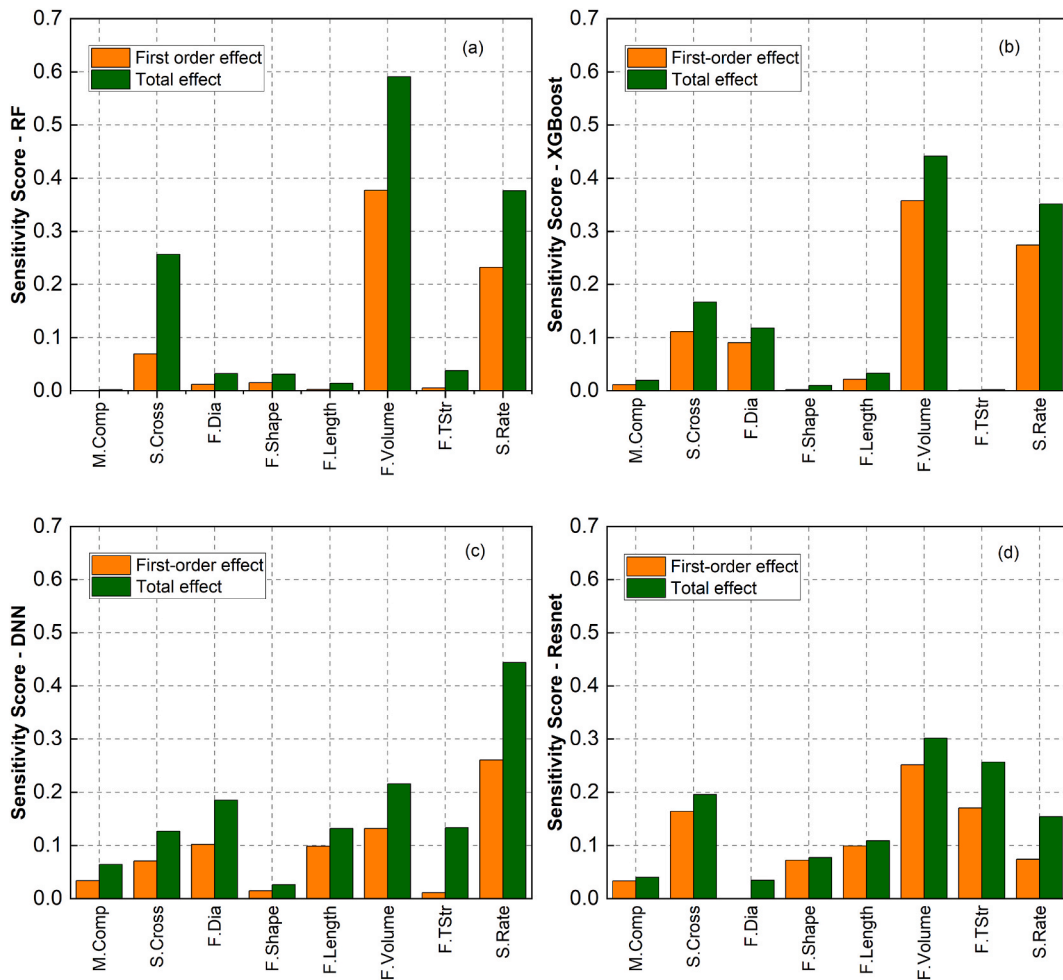 Sensitivity Score - RF
0.7
0.6
0.5
0.4
0.3
0.2
0.1
0.0
First order effect
Total effect
(a)
M.Comp
S.Cross
F.Dia
F.Shape
F.Length
F.Volume
F.TStr
S.Rate
Sensitivity Score - XGBoost
0.7
0.6
0.5
0.4
0.3
0.2
0.1
0.0
First-order effect
Total effect
(b)
M.Comp
S.Cross
F.Dia
F.Shape
F.Length
F.Volume
F.TStr
S.Rate
Sensitivity Score - DNN
0.7
0.6
0.5
0.4
0.3
0.2
0.1
0.0
First-order effect
Total effect
(c)
M.Comp
S.Cross
F.Dia
F.Shape
F.Length
F.Volume
F.TStr
S.Rate
Sensitivity Score - Resnet
0.7
0.6
0.5
0.4
0.3
0.2
0.1
0.0
First-order effect
Total effect
(d)
M.Comp
S.Cross
F.Dia
F.Shape
F.Length
F.Volume
F.TStr
S.Rate